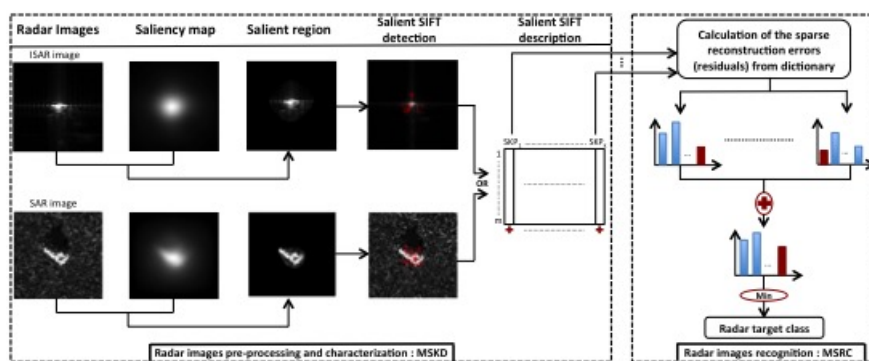 Radar Images
Saliency map
Salient region
Salient SIFT
detection
Salient SIFT
description
ISAR image
SAR image
OR
SKP
SKP
1
m
Radar images pre-processing and characterization : MSKD
Calculation of the sparse
reconstruction errors
(residuals) from dictionary
Min
Radar target class
Radar images recognition : MSRC